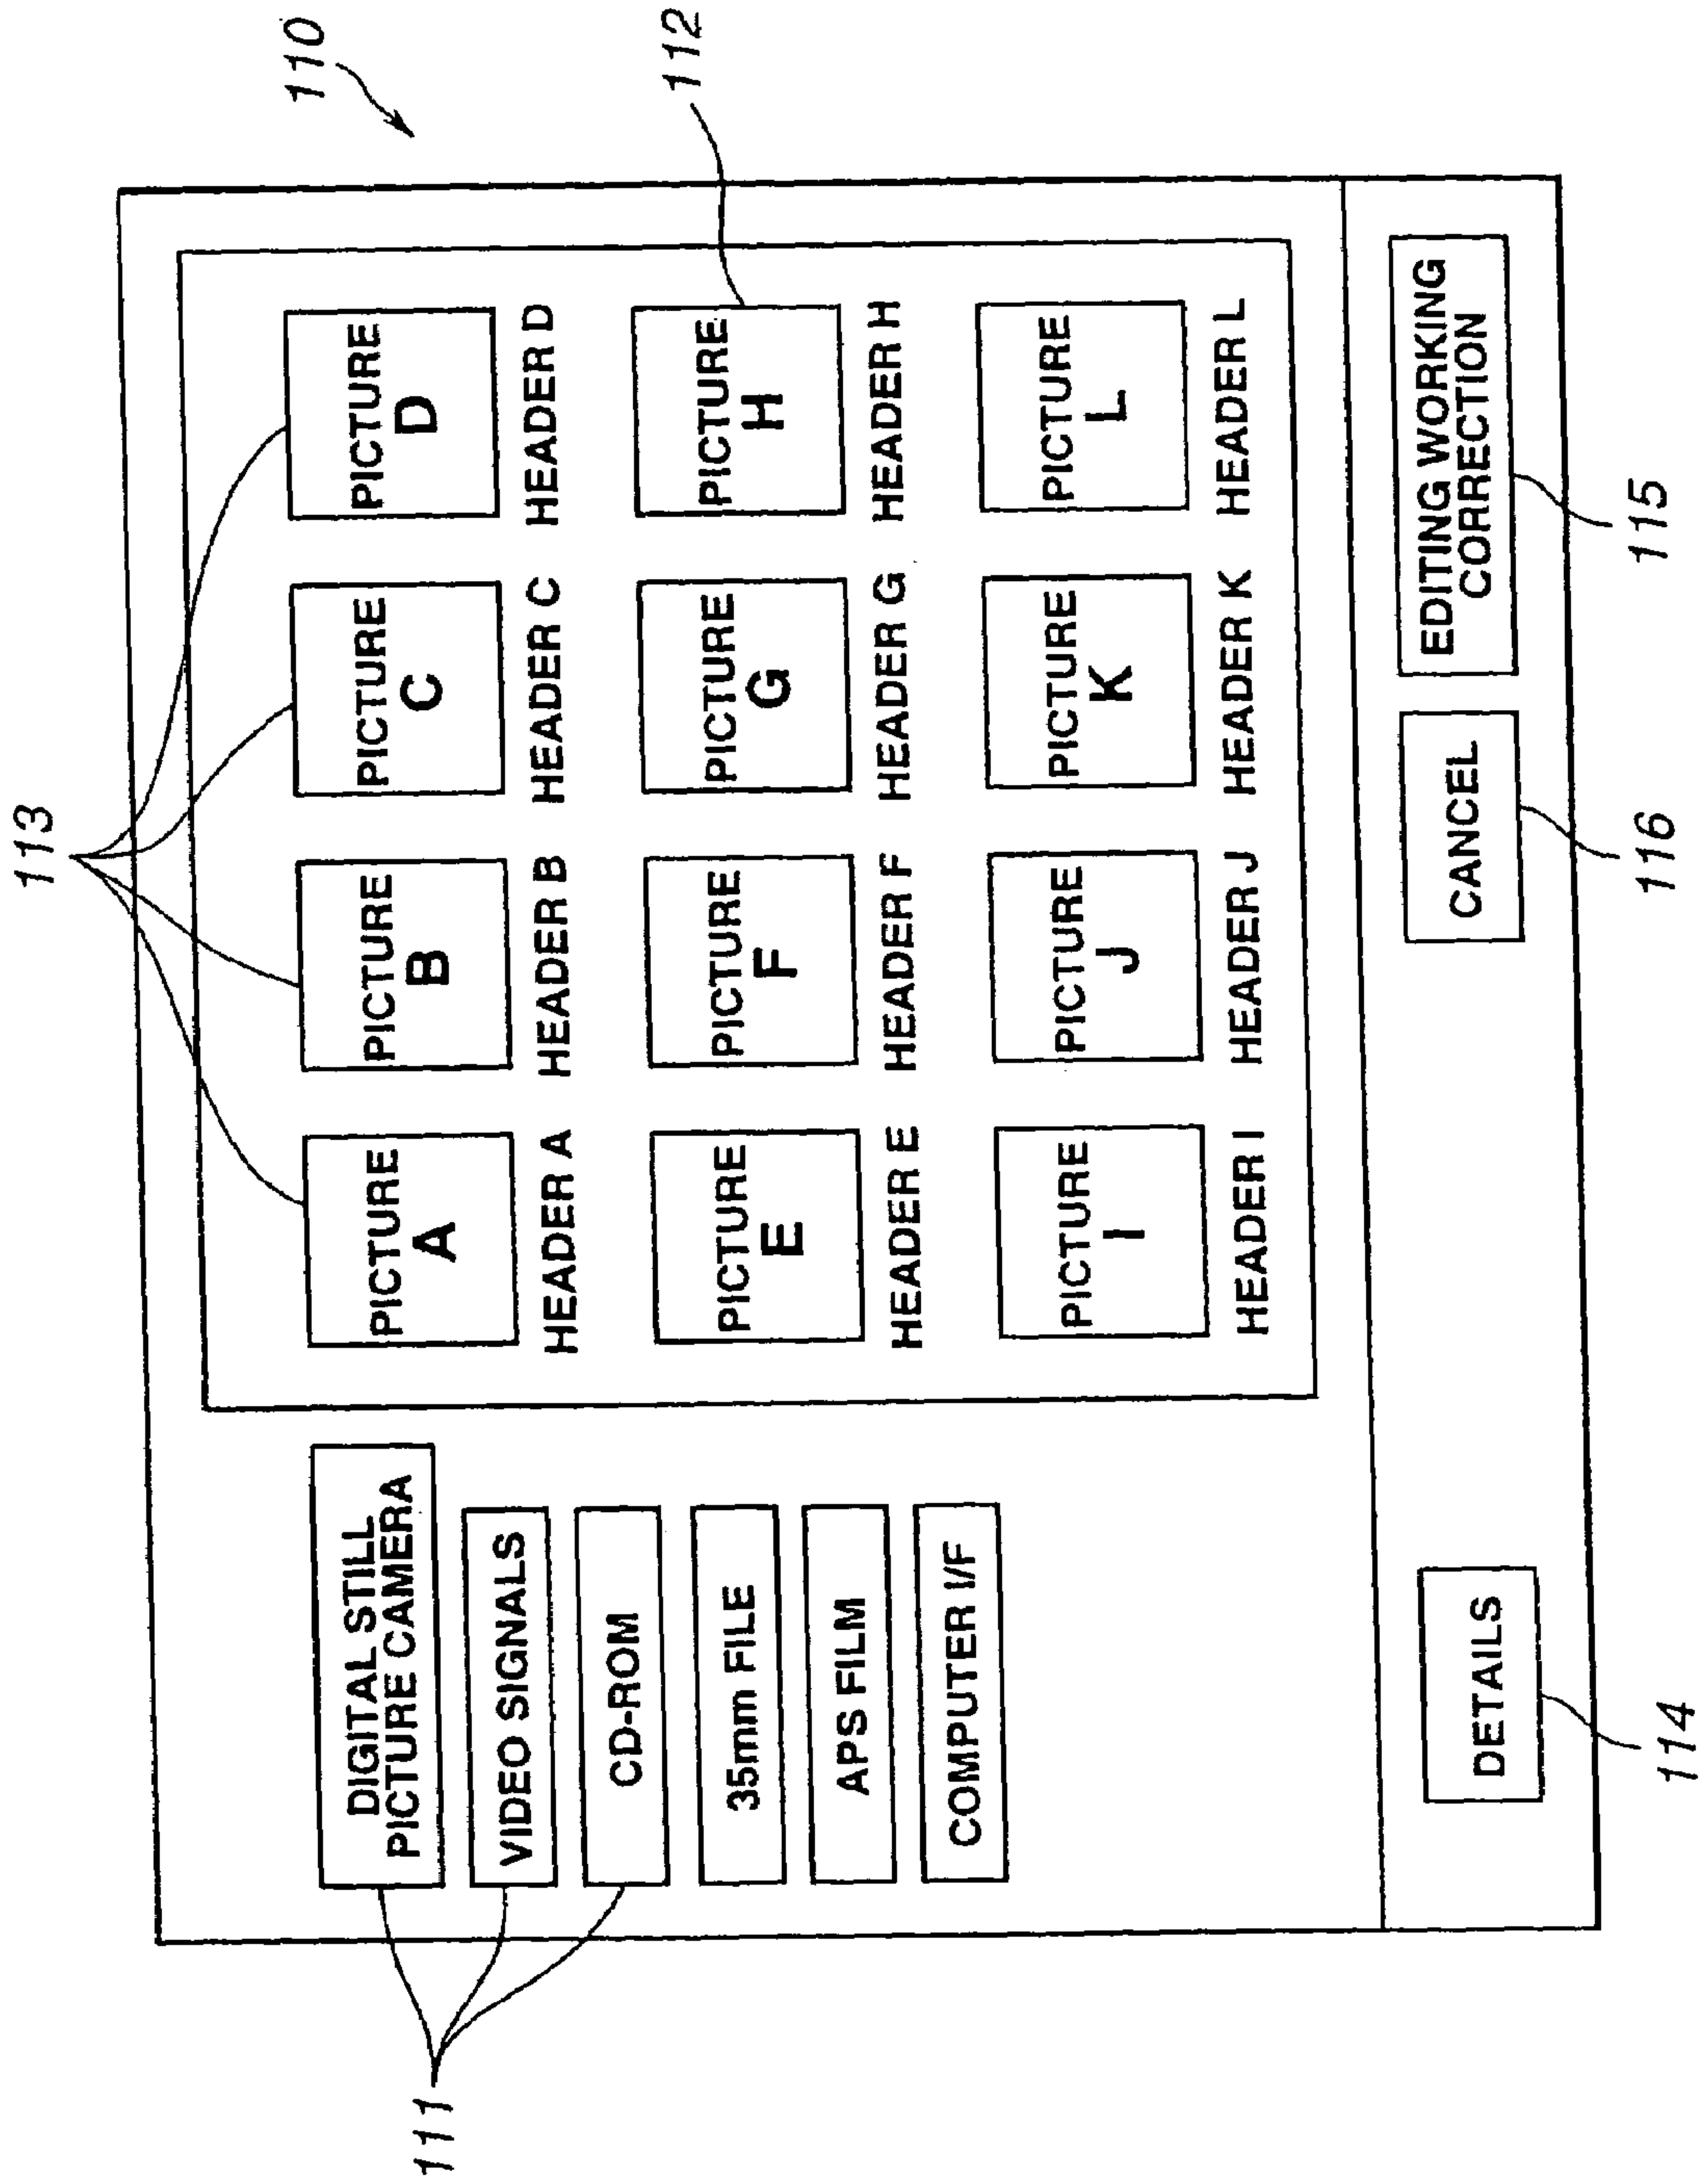 110
113
112
DIGITAL STILL
PICTURE CAMERA
VIDEO SIGNALS
CD-ROM
35mm FILE
APS FILM
COMPUTER I/F
111
PICTURE
A
PICTURE
B
PICTURE
C
PICTURE
D
HEADER A
HEADER B
HEADER C
HEADER D
PICTURE
E
PICTURE
F
PICTURE
G
PICTURE
H
HEADER E
HEADER F
HEADER G
HEADER H
PICTURE
I
PICTURE
J
PICTURE
K
PICTURE
L
HEADER I
HEADER J
HEADER K
HEADER L
DETAILS
CANCEL
EDITING WORKING
CORRECTION
114
116
115